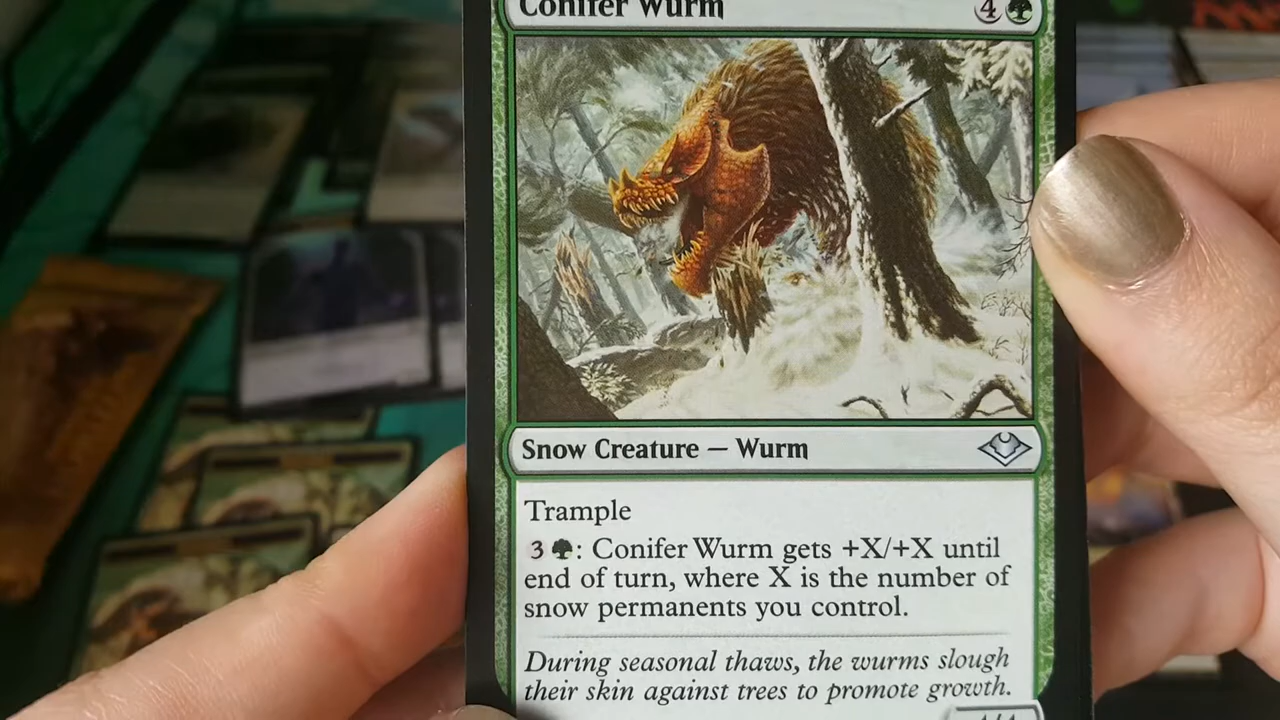 Conifer Wurm 4
Snow Creature — Wurm
Trample
3 : Conifer Wurm gets +X/+X until
end of turn, where X is the number of
snow permanents you control.
During seasonal thaws, the wurms slough
their skin against trees to promote growth.